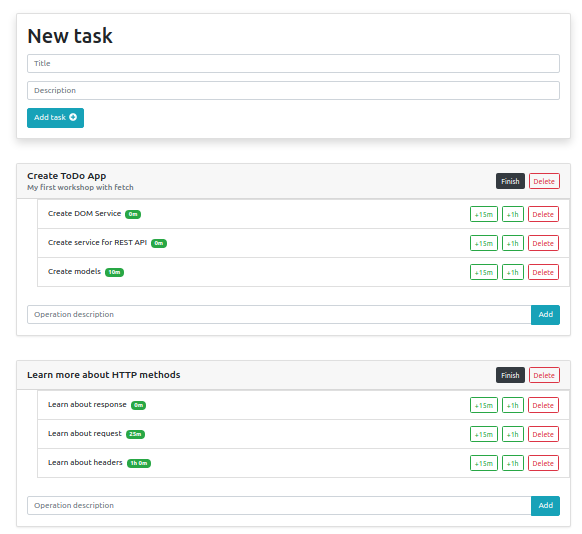 New task
Title
Description
Add task
Create ToDo App Finish Delete
My first workshop with fetch
Create DOM Service 0m +15m +1h Delete
Create service for REST API 0m +15m +1h Delete
Create models 10m +15m +1h Delete
Operation description Add
Learn more about HTTP methods Finish Delete
Learn about response 0m +15m +1h Delete
Learn about request 25m +15m +1h Delete
Learn about headers 1h 0m +15m +1h Delete
Operation description Add